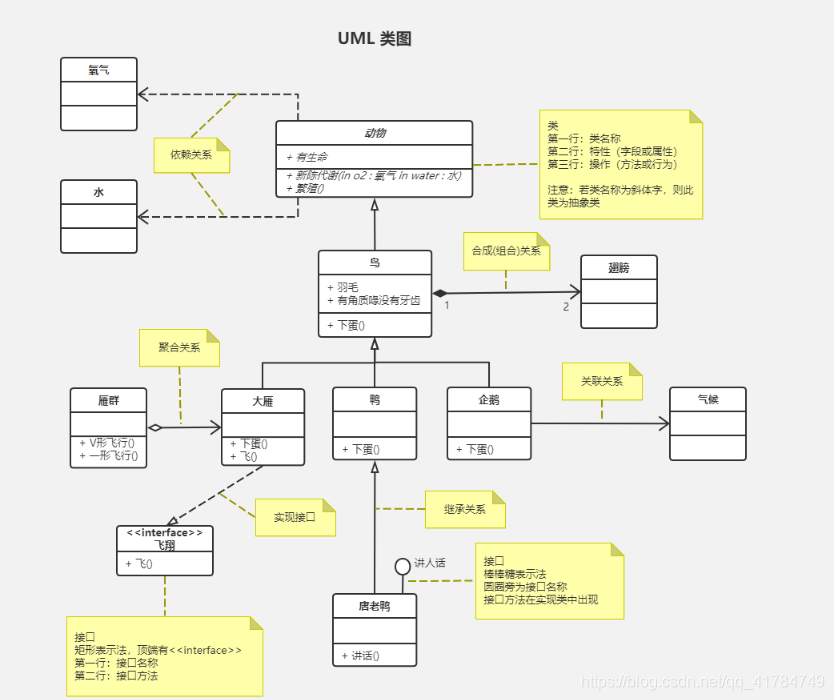 UML 类图
氧气
动物
+ 有生命
+ 新陈代谢(in o2 : 氧气 in water : 水)
+ 繁殖()
类
第一行：类名称
第二行：特性（字段或属性）
第三行：操作（方法或行为）
注意：若类名称为斜体字，则此
类为抽象类
依赖关系
水
鸟
+ 羽毛
+ 有角质喙没有牙齿
+ 下蛋()
合成(组合)关系
1
2
翅膀
聚合关系
雁群
+ V形飞行()
+ 一形飞行()
大雁
+ 下蛋()
+ 飞()
鸭
+ 下蛋()
企鹅
+ 下蛋()
关联关系
气候
实现接口
继承关系
<<interface>>
飞翔
+ 飞()
讲人话
接口
棒棒糖表示法
圆圈旁为接口名称
接口方法在实现类中出现
唐老鸭
+ 讲话()
接口
矩形表示法，顶端有<<interface>>
第一行：接口名称
第二行：接口方法
https://blog.csdn.net/qq_41784749